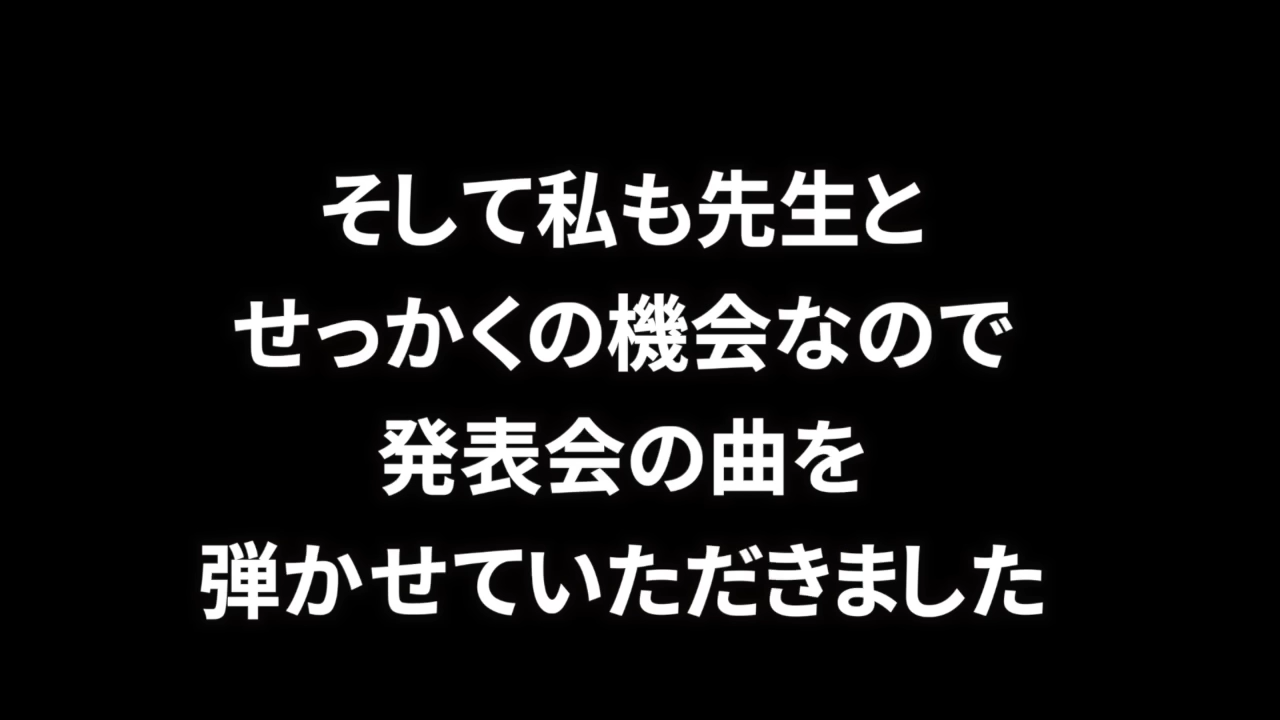 そして私も先生と
せっかくの機会なので
発表会の曲を
弾かせていただきました